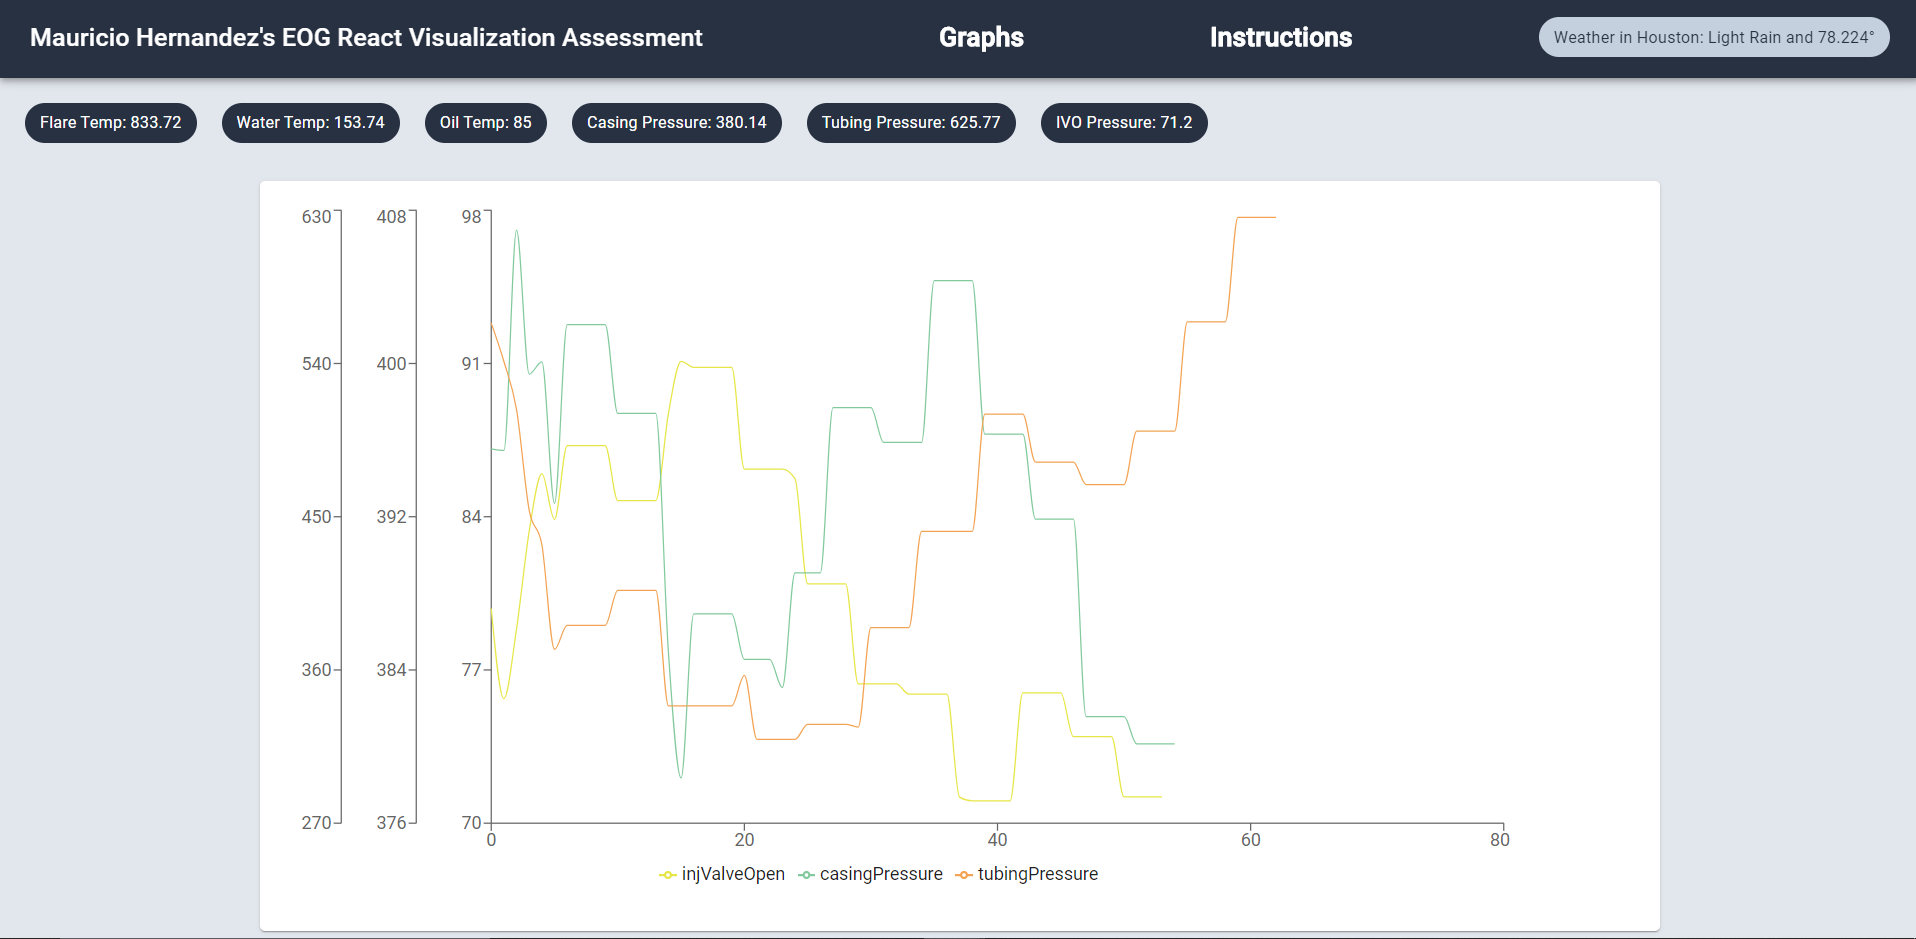 Mauricio Hernandez's EOG React Visualization Assessment
Graphs
Instructions
Weather in Houston: Light Rain and 78.224°
Flare Temp: 833.72
Water Temp: 153.74
Oil Temp: 85
Casing Pressure: 380.14
Tubing Pressure: 625.77
IVO Pressure: 71.2
630
408
98
540
400
91
450
392
84
360
384
77
270
376
70
0
20
40
60
80
injValveOpen
casingPressure
tubingPressure